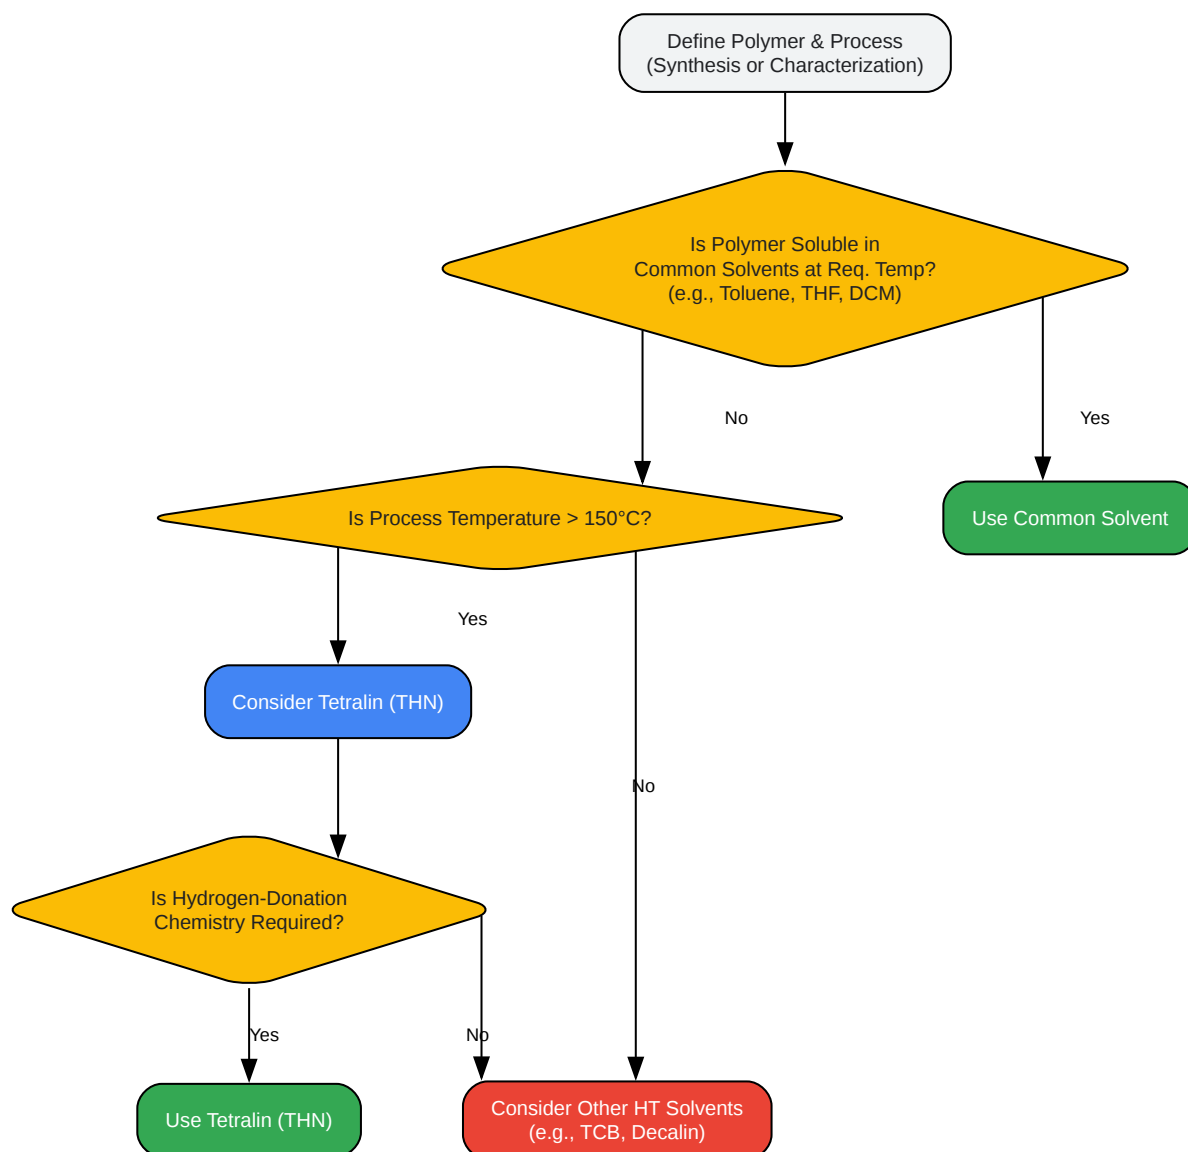 Define Polymer & Process
(Synthesis or Characterization)
Is Polymer Soluble in
Common Solvents at Req. Temp?
(e.g., Toluene, THF, DCM)
No
Yes
Is Process Temperature > 150°C?
Use Common Solvent
Yes
Consider Tetralin (THN)
No
Is Hydrogen-Donation
Chemistry Required?
Yes
No
Use Tetralin (THN)
Consider Other HT Solvents
(e.g., TCB, Decalin)